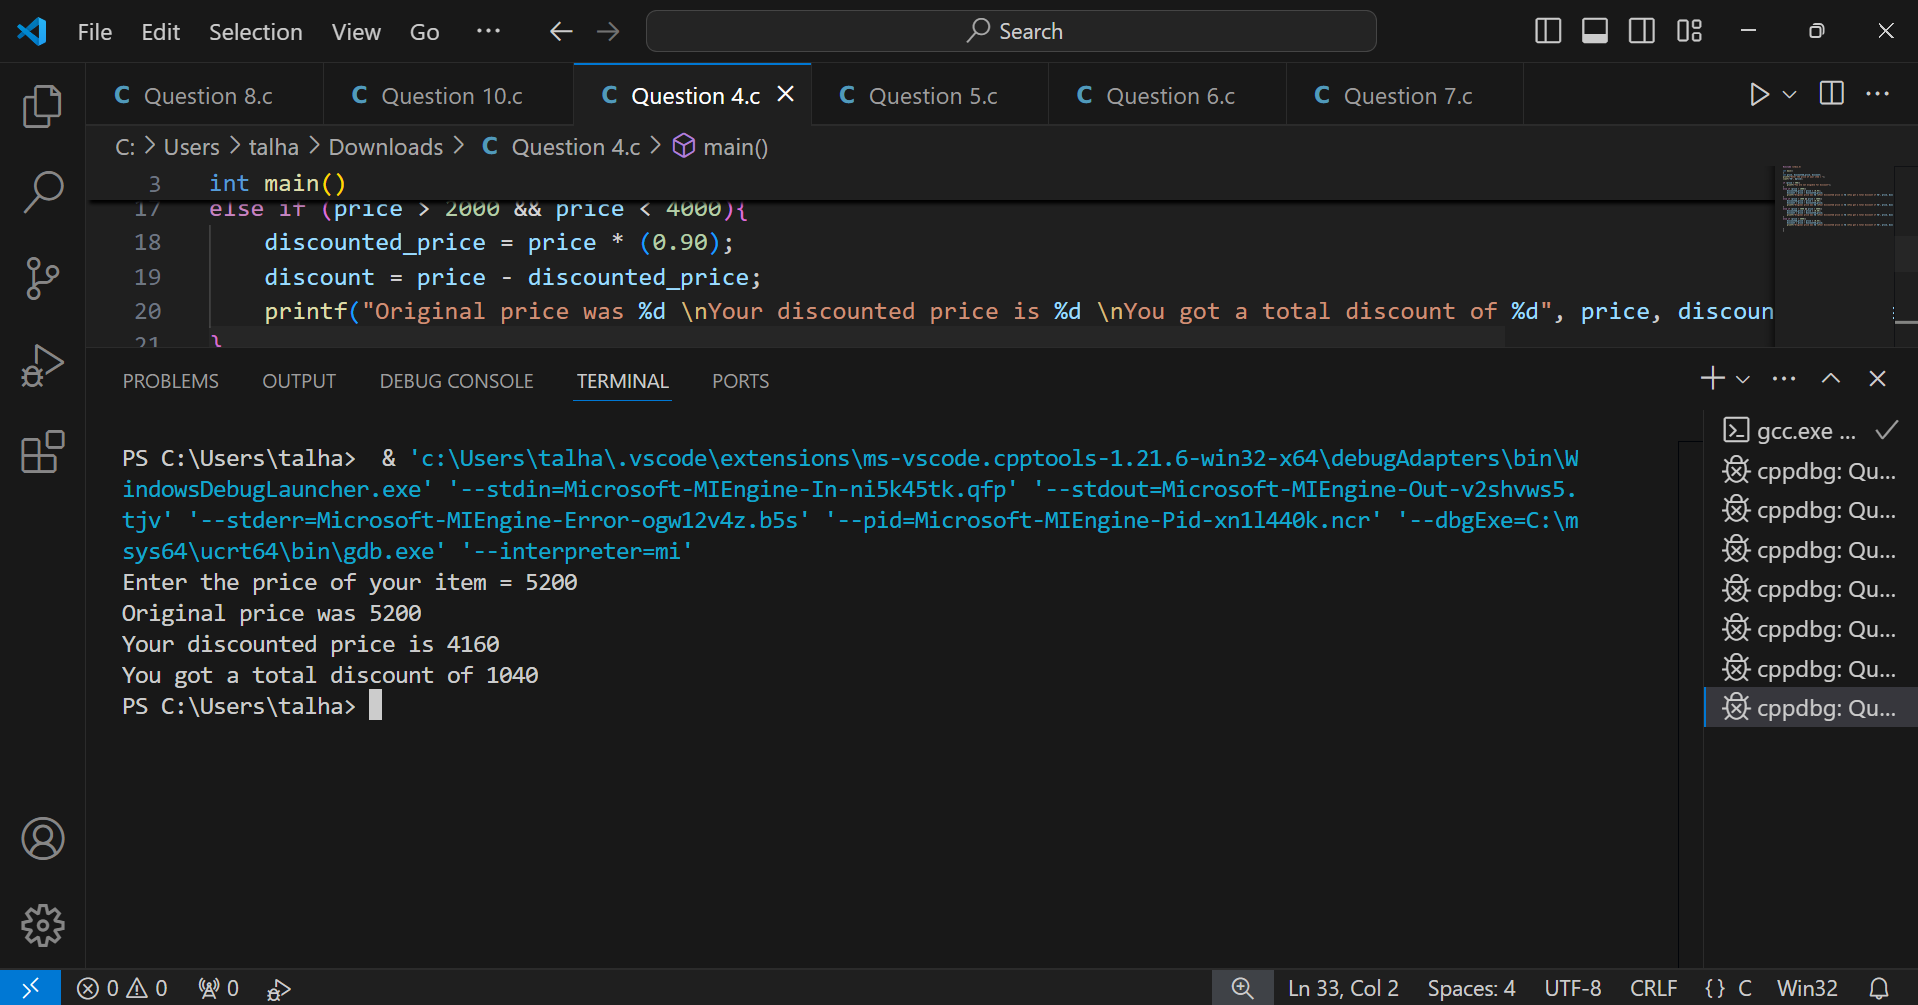 File Edit Selection View Go ··· Search
Question 8.c Question 10.c Question 4.c Question 5.c Question 6.c Question 7.c
C: > Users > talha > Downloads > C Question 4.c > main()
3 int main()
17 else if (price > 2000 && price < 4000){
18 discounted_price = price * (0.90);
19 discount = price - discounted_price;
20 printf("Original price was %d \nYour discounted price is %d \nYou got a total discount of %d", price, discoun
21 }
PROBLEMS OUTPUT DEBUG CONSOLE TERMINAL PORTS
PS C:\Users\talha>  & 'c:\Users\talha\.vscode\extensions\ms-vscode.cpptools-1.21.6-win32-x64\debugAdapters\bin\W
indowsDebugLauncher.exe' '--stdin=Microsoft-MIEngine-In-ni5k45tk.qfp' '--stdout=Microsoft-MIEngine-Out-v2shvws5.
tjv' '--stderr=Microsoft-MIEngine-Error-ogw12v4z.b5s' '--pid=Microsoft-MIEngine-Pid-xn1l440k.ncr' '--dbgExe=C:\m
sys64\ucrt64\bin\gdb.exe' '--interpreter=mi'
Enter the price of your item = 5200
Original price was 5200
Your discounted price is 4160
You got a total discount of 1040
PS C:\Users\talha>
gcc.exe ...
cppdbg: Qu...
cppdbg: Qu...
cppdbg: Qu...
cppdbg: Qu...
cppdbg: Qu...
cppdbg: Qu...
cppdbg: Qu...
0 0 0 Ln 33, Col 2 Spaces: 4 UTF-8 CRLF {} C Win32